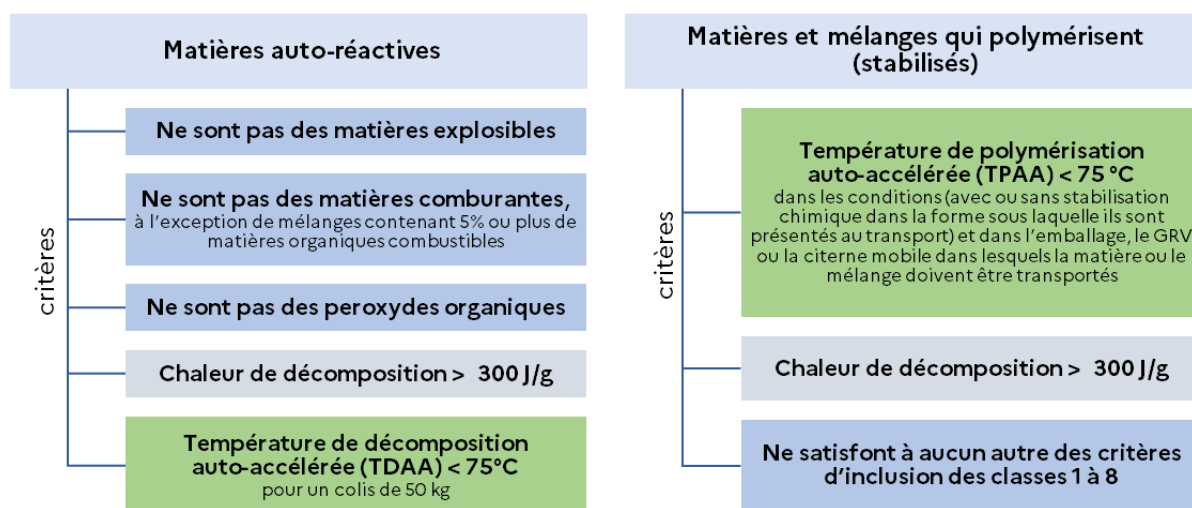 Matières auto-réactives
critères
Ne sont pas des matières explosibles
Ne sont pas des matières comburantes,
à l'exception de mélanges contenant 5% ou plus de
matières organiques combustibles
Ne sont pas des peroxydes organiques
Chaleur de décomposition > 300 J/g
Température de décomposition
auto-accélérée (TDAA) < 75°C
pour un colis de 50 kg
Matières et mélanges qui polymérisent
(stabilisés)
critères
Température de polymérisation
auto-accélérée (TPAA) < 75 °C
dans les conditions (avec ou sans stabilisation
chimique dans la forme sous laquelle ils sont
présentés au transport) et dans l'emballage, le GRV
ou la citerne mobile dans lesquels la matière ou le
mélange doivent être transportés
Chaleur de décomposition > 300 J/g
Ne satisfont à aucun autre des critères
d'inclusion des classes 1 à 8